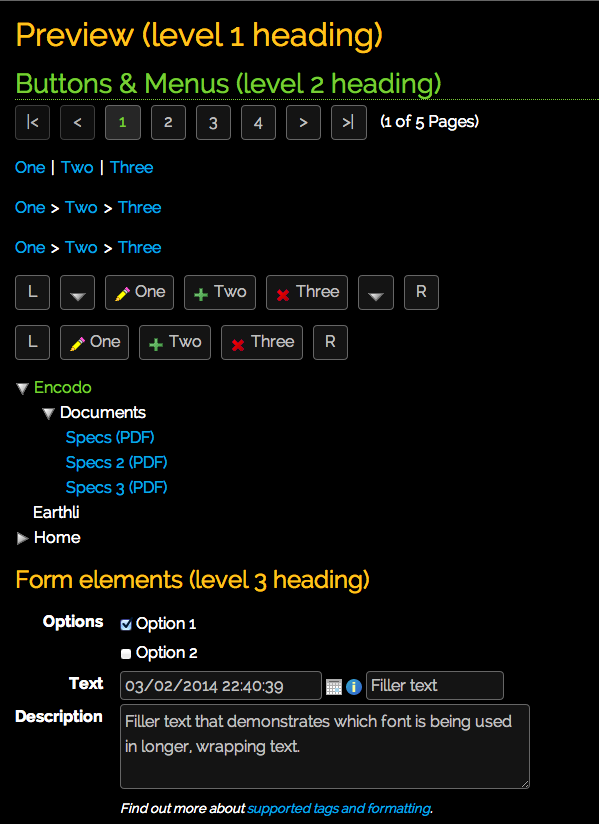 Preview (level 1 heading)
Buttons & Menus (level 2 heading)
|< < 1 2 3 4 > >| (1 of 5 Pages)
One | Two | Three
One > Two > Three
One > Two > Three
L One Two Three R
L One Two Three R
Encodo
Documents
Specs (PDF)
Specs 2 (PDF)
Specs 3 (PDF)
Earthli
Home
Form elements (level 3 heading)
Options Option 1
Option 2
Text 03/02/2014 22:40:39 Filler text
Description Filler text that demonstrates which font is being used
in longer, wrapping text.
Find out more about supported tags and formatting.